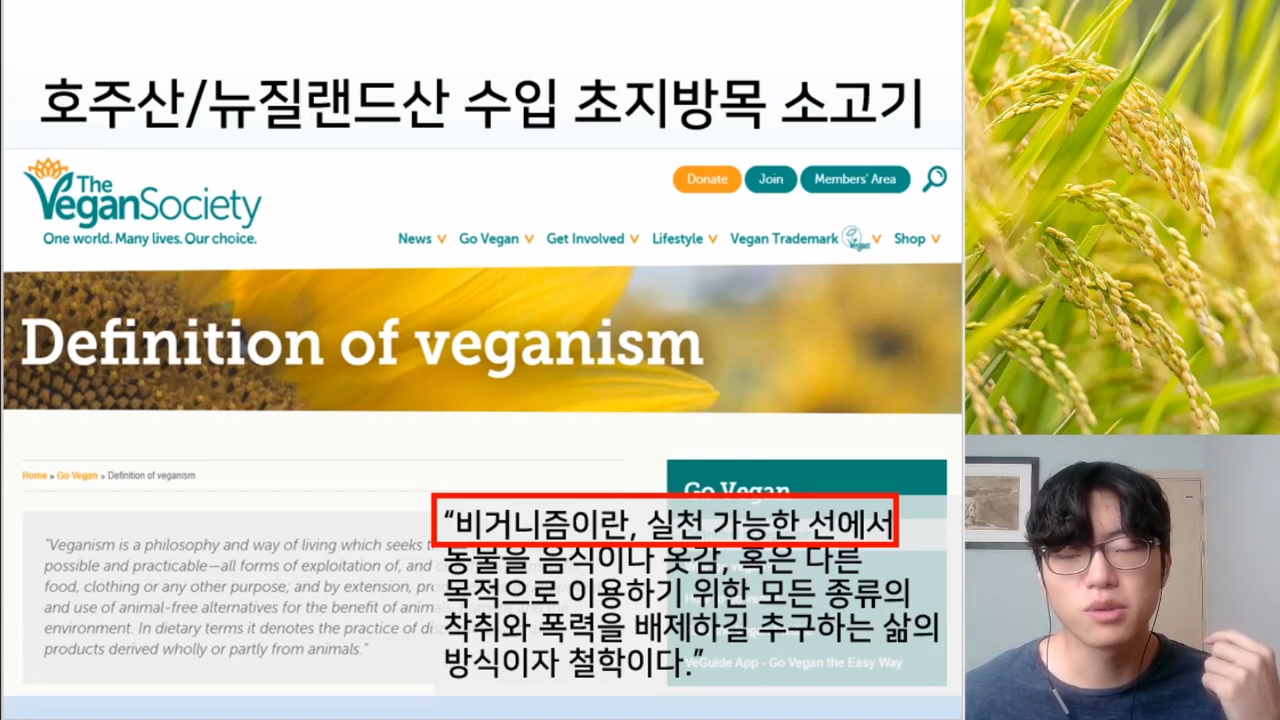 호주산/뉴질랜드산 수입 초지방목 소고기
The
VeganSociety
One world. Many lives. Our choice.
Donate Join Members' Area
News Go Vegan Get Involved Lifestyle Vegan Trademark Vegan Shop
Definition of veganism
Home » Go Vegan » Definition of veganism
Go Vegan
"Veganism is a philosophy and way of living which seeks
possible and practicable—all forms of exploitation of, and
food, clothing or any other purpose; and by extension,
and use of animal-free alternatives for the benefit of
environment. In dietary terms it denotes the practice of
products derived wholly or partly from animals."
“비거니즘이란, 실천 가능한 선에서
동물을 음식이나 옷감, 혹은 다른
목적으로 이용하기 위한 모든 종류의
착취와 폭력을 배제하길 추구하는 삶의
방식이자 철학이다.”
VeGuide App - Go Vegan the Easy Way